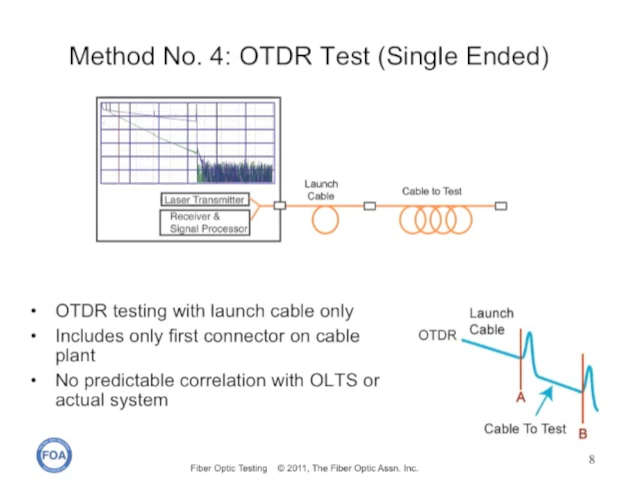 Method No. 4: OTDR Test (Single Ended)
Launch
Cable
Cable to Test
Laser Transmitter
Receiver &
Signal Processor
• OTDR testing with launch cable only
• Includes only first connector on cable
plant
• No predictable correlation with OLTS or
actual system
Launch
Cable
OTDR
A
Cable To Test
B
FOA
Fiber Optic Testing © 2011, The Fiber Optic Assn. Inc.
8